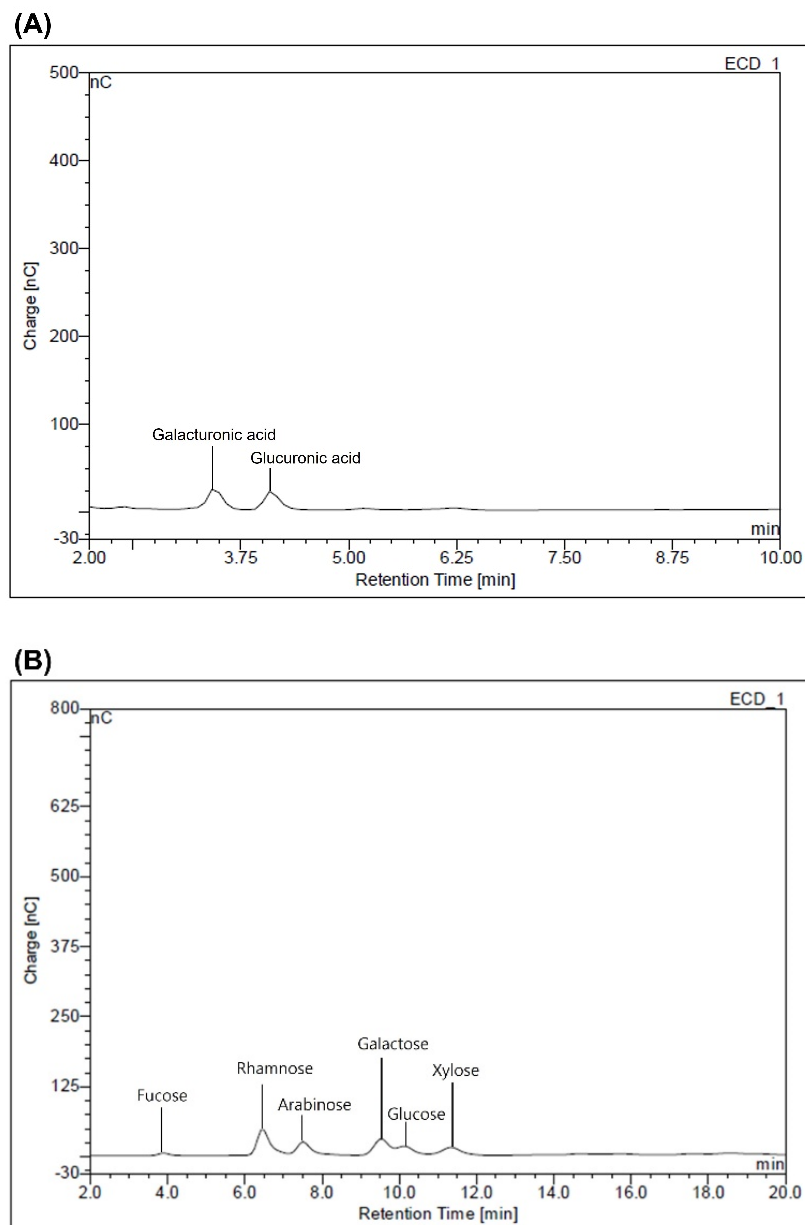 (A)
ECD_1
500
nC
400
300
200
100
-30
Charge [nC]
Galacturonic acid
Glucuronic acid
min
2.00 3.75 5.00 6.25 7.50 8.75 10.00
Retention Time [min]
(B)
ECD_1
800
nC
625
500
375
250
125
-30
Charge [nC]
Galactose
Rhamnose
Xylose
Fucose
Arabinose
Glucose
min
2.0 4.0 6.0 8.0 10.0 12.0 14.0 16.0 18.0 20.0
Retention Time [min]